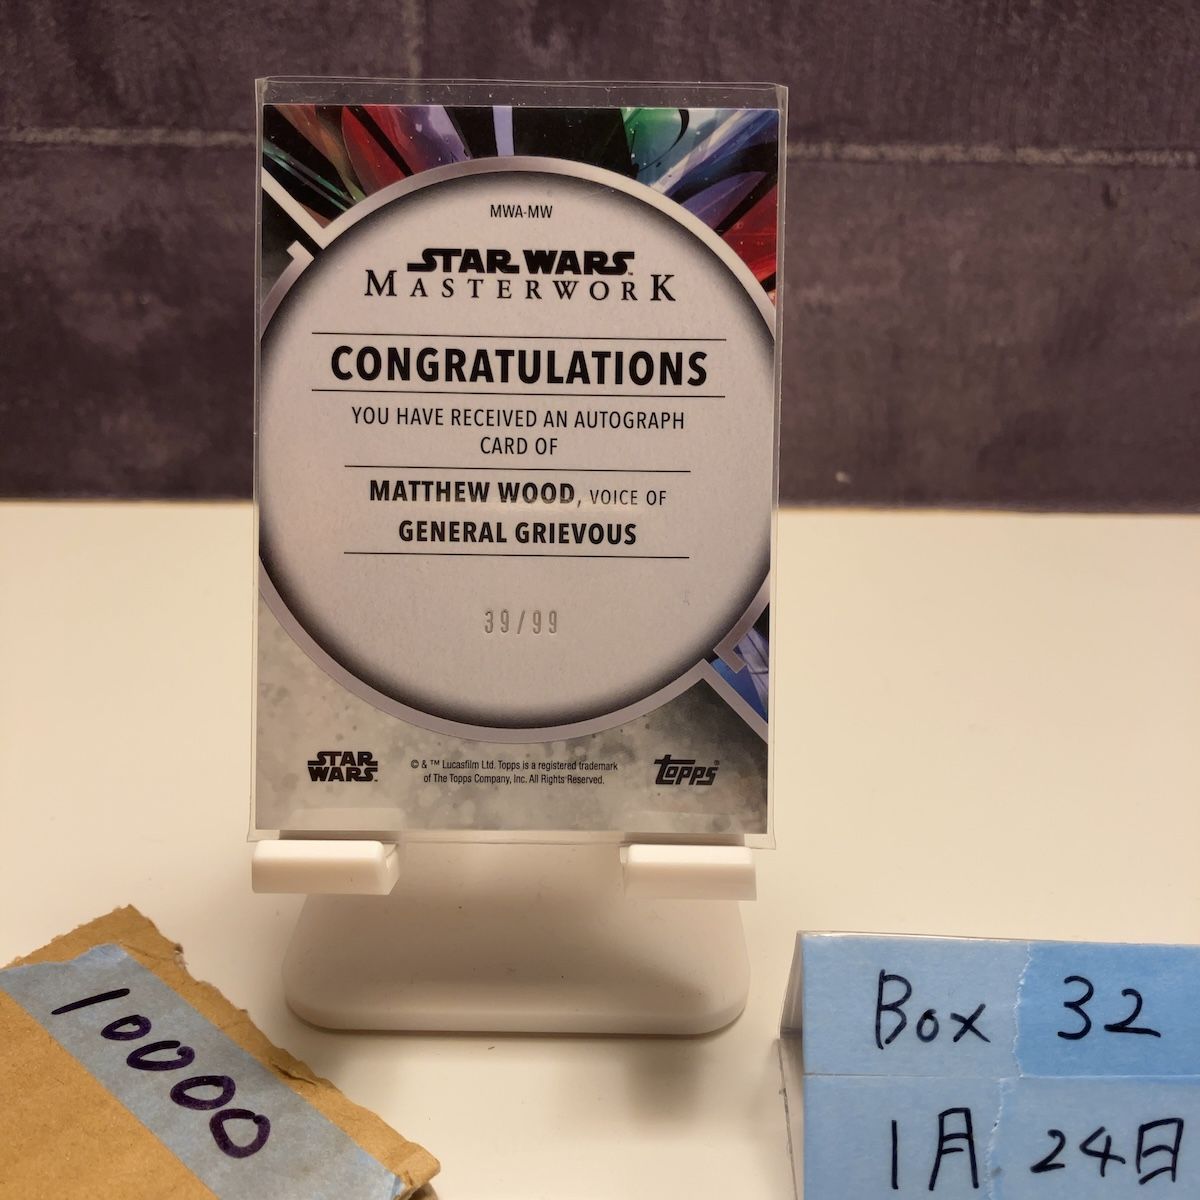 MWA-MW
STAR WARS™
MASTERWORK
CONGRATULATIONS
YOU HAVE RECEIVED AN AUTOGRAPH
CARD OF
MATTHEW WOOD, VOICE OF
GENERAL GRIEVOUS
39/99
STAR
WARS™
© & ™ Lucasfilm Ltd. Topps is a registered trademark
of The Topps Company, Inc. All Rights Reserved.
TOPPS®
10000
Box 32
1月 24日